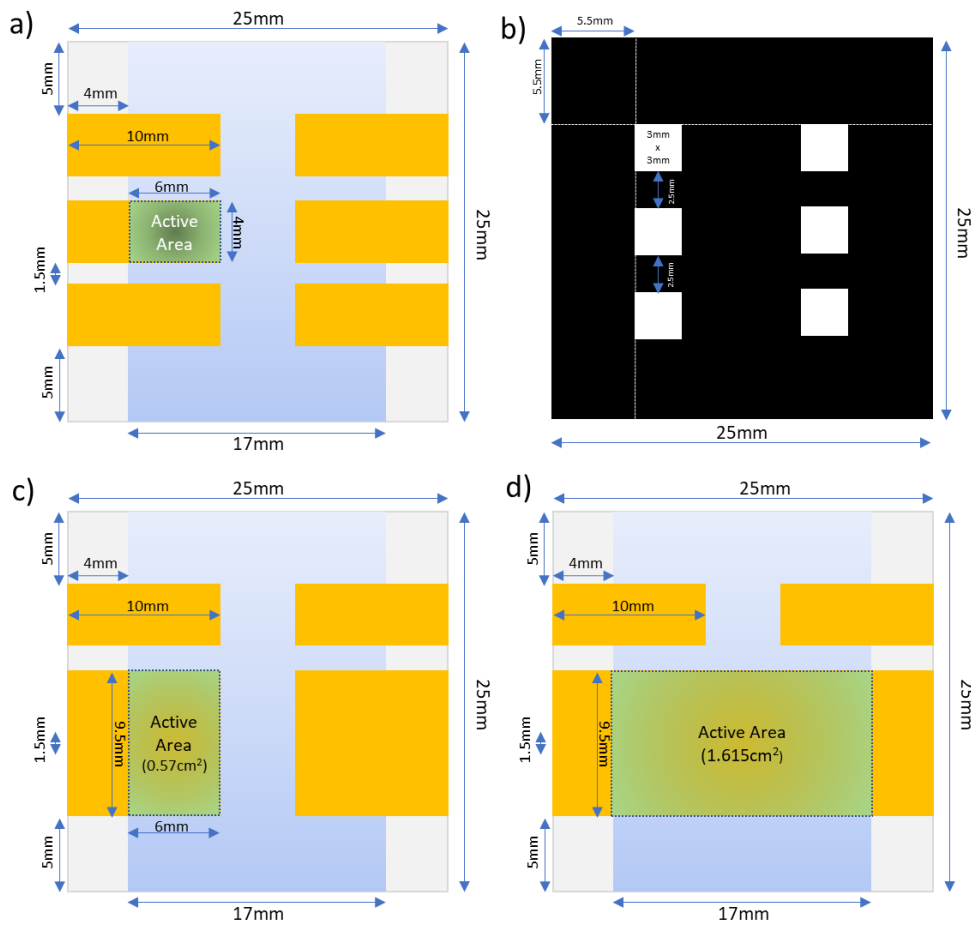 a)
25mm
5mm
4mm
10mm
6mm
Active
Area
4mm
1.5mm
25mm
5mm
17mm
b)
5.5mm
5.5mm
3mm
x
3mm
2.5mm
2.5mm
25mm
25mm
c)
25mm
5mm
4mm
10mm
Active
Area
(0.57cm²)
9.5mm
1.5mm
25mm
6mm
5mm
17mm
d)
25mm
5mm
4mm
10mm
Active Area
(1.615cm²)
9.5mm
1.5mm
25mm
5mm
17mm